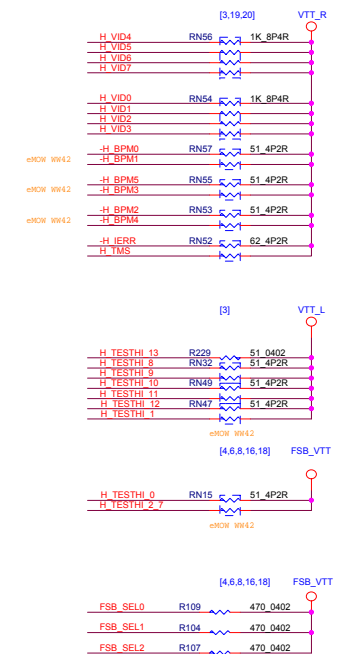 [3,19,20] VTT_R
H_VID4 RN56 1K_8P4R
H_VID5
H_VID6
H_VID7
H_VID0 RN54 1K_8P4R
H_VID1
H_VID2
H_VID3
-H_BPM0 RN57 51_4P2R
eMOW WW42 -H_BPM1
-H_BPM5 RN55 51_4P2R
eMOW WW42 -H_BPM3
-H_BPM2 RN53 51_4P2R
eMOW WW42 -H_BPM4
-H_IERR RN52 62_4P2R
H_TMS
[3] VTT_L
H_TESTHI_13 R229 51_0402
H_TESTHI_8 RN32 51_4P2R
H_TESTHI_9
H_TESTHI_10 RN49 51_4P2R
H_TESTHI_11
H_TESTHI_12 RN47 51_4P2R
H_TESTHI_1
eMOW WW42
[4,6,8,16,18] FSB_VTT
H_TESTHI_0 RN15 51_4P2R
H_TESTHI_2_7
eMOW WW42
[4,6,8,16,18] FSB_VTT
FSB_SEL0 R109 470_0402
FSB_SEL1 R104 470_0402
FSB_SEL2 R107 470_0402